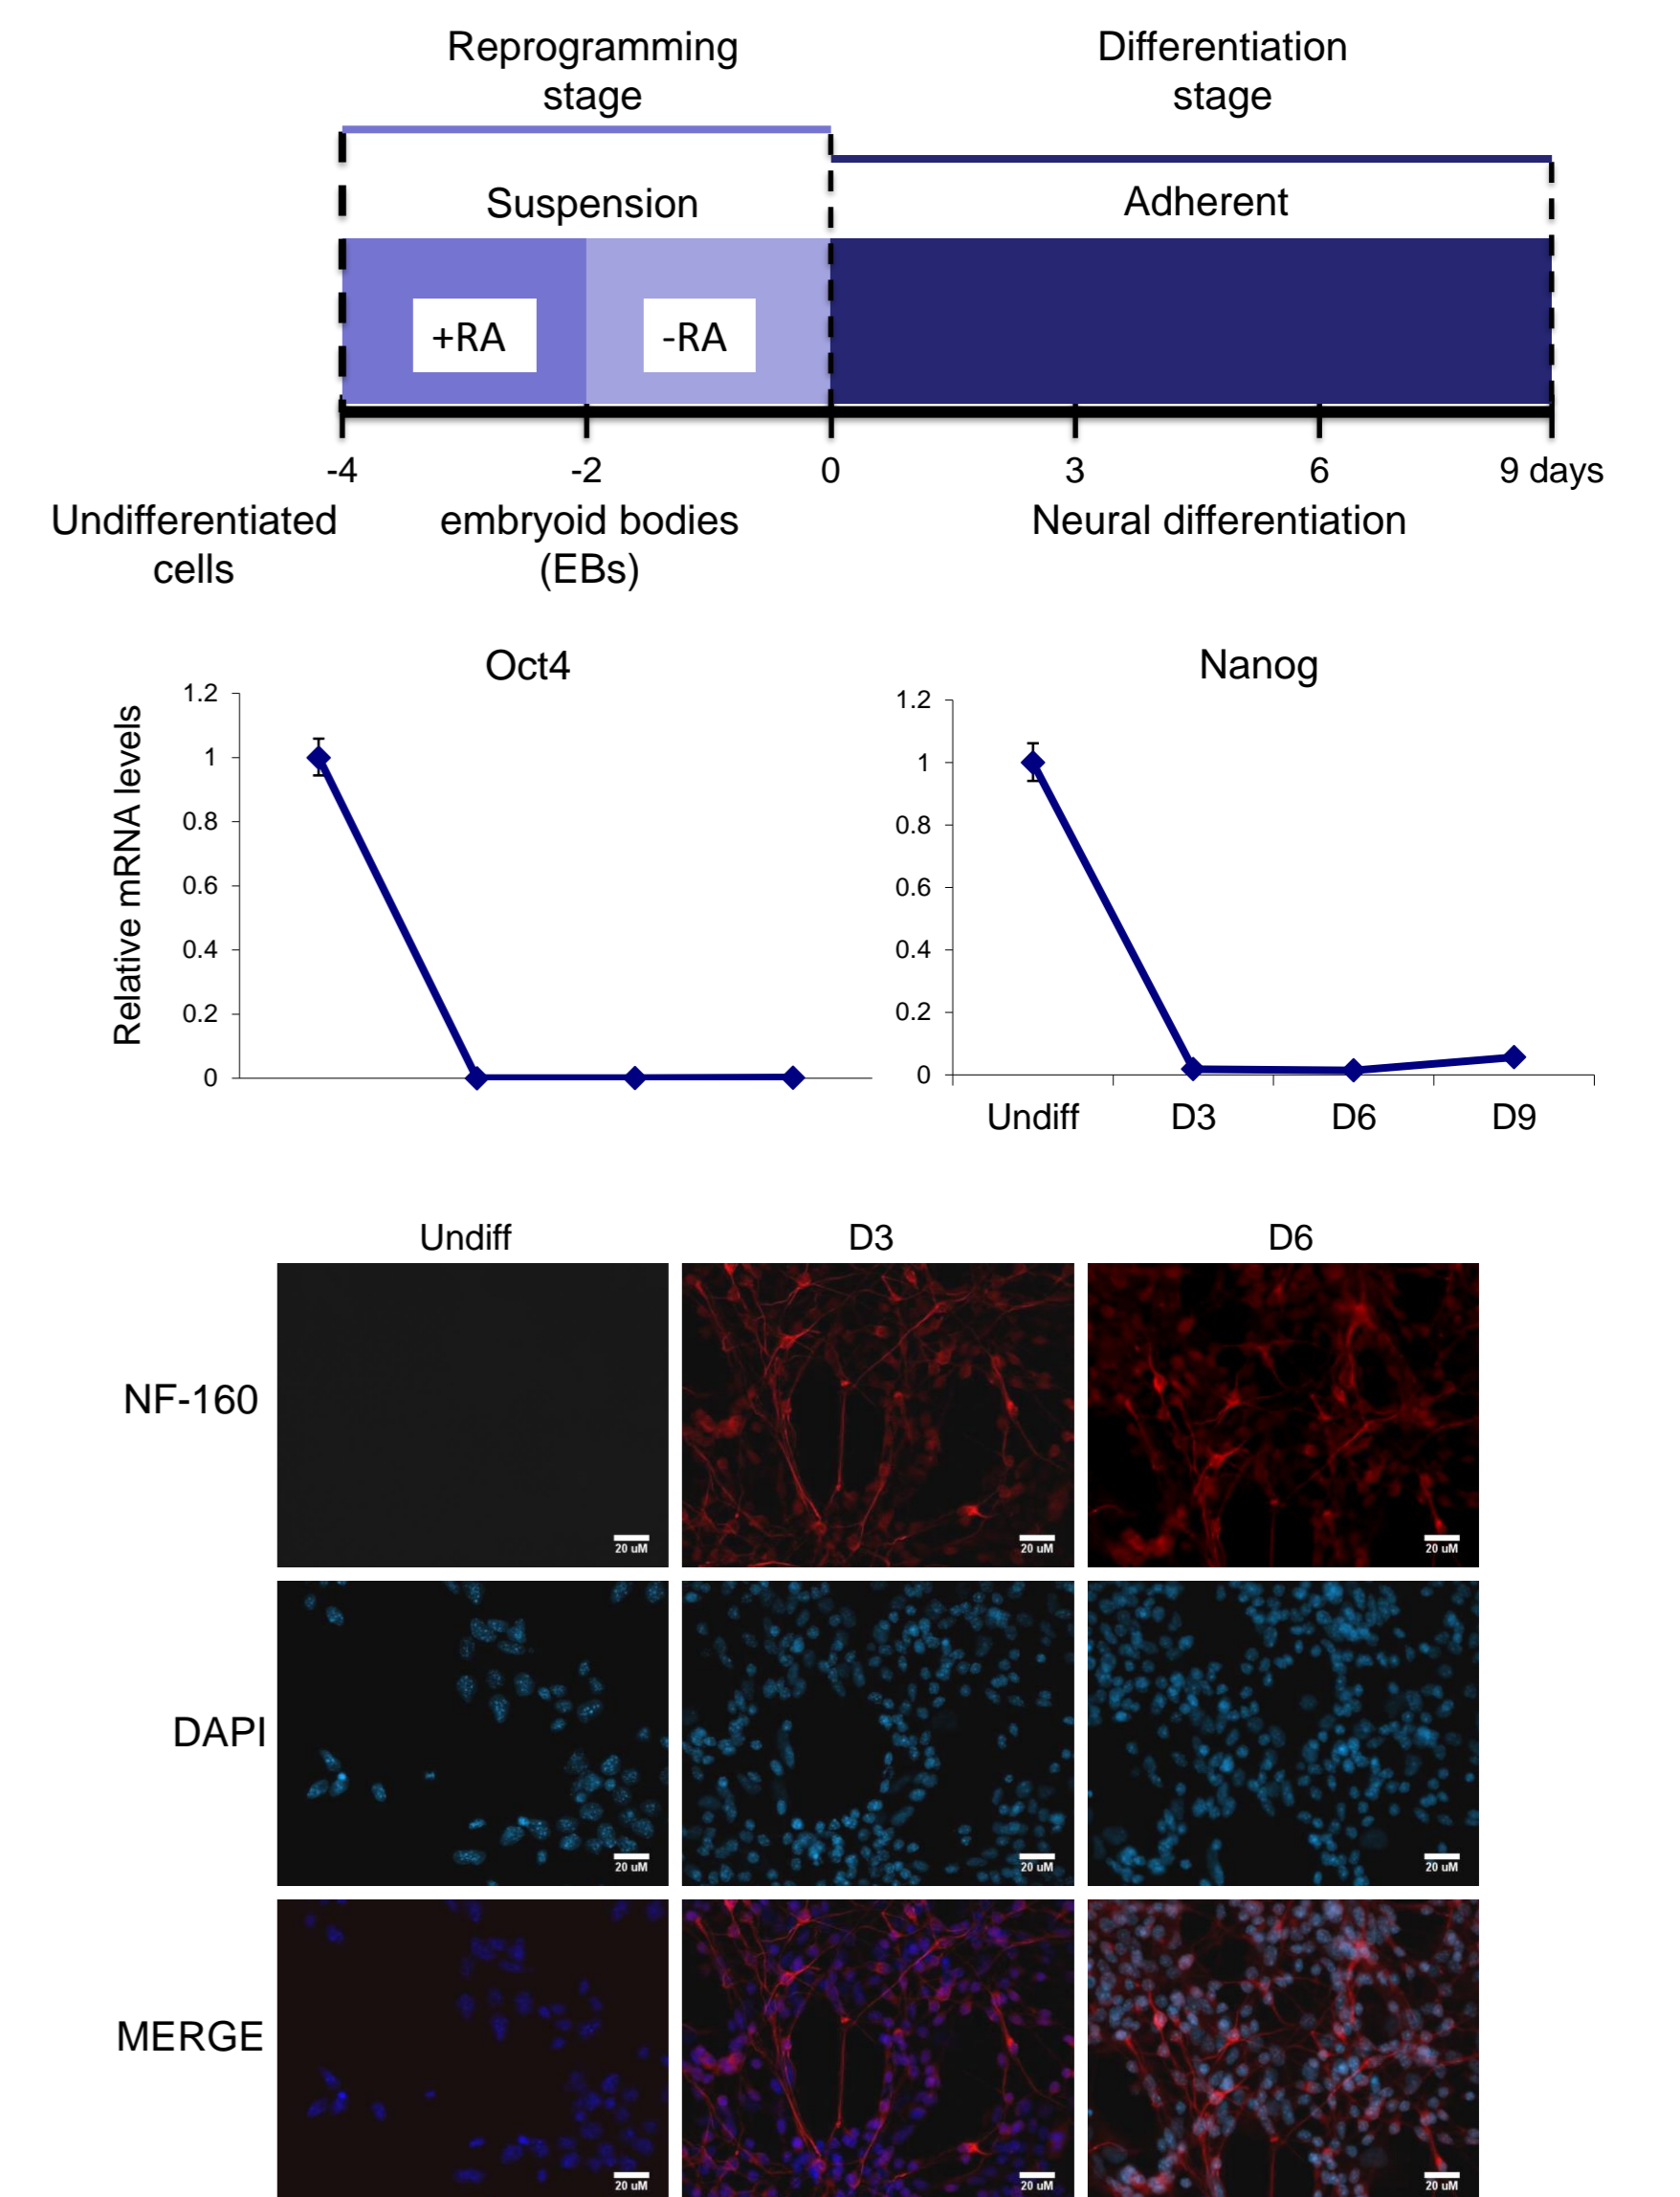 Reprogramming
stage
Differentiation
stage
Suspension
Adherent
+RA
-RA
-4
-2
0
3
6
9 days
Undifferentiated
cells
embryoid bodies
(EBs)
Neural differentiation
Oct4
Relative mRNA levels
1.2
1
0.8
0.6
0.4
0.2
0
Nanog
1.2
1
0.8
0.6
0.4
0.2
0
Undiff
D3
D6
D9
Undiff
D3
D6
NF-160
20 uM
20 uM
20 uM
DAPI
20 uM
20 uM
20 uM
MERGE
20 uM
20 uM
20 uM